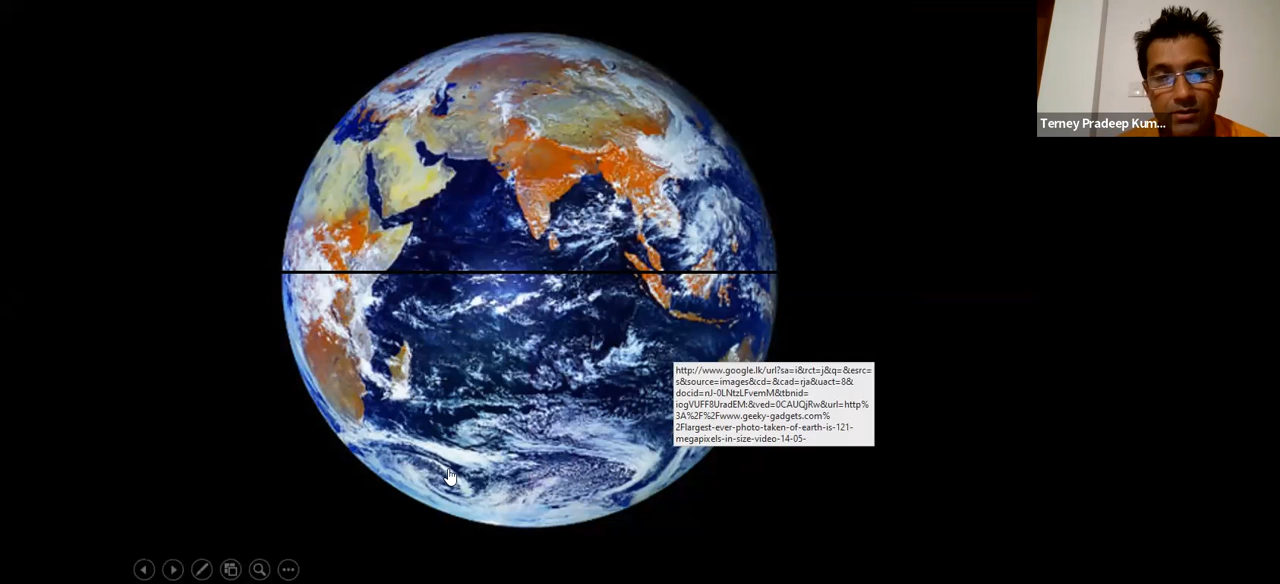 Terney Pradeep Kum...
http://www.google.lk/url?sa=i&rct=j&q=&esrc=
s&source=images&cd=&cad=rja&uact=8&
docid=nJ-0LNtzLFvemM&tbnid=
iogVUFF8UradEM:&ved=0CAUQjRw&url=http%
3A%2F%2Fwww.geeky-gadgets.com%
2Flargest-ever-photo-taken-of-earth-is-121-
megapixels-in-size-video-14-05-